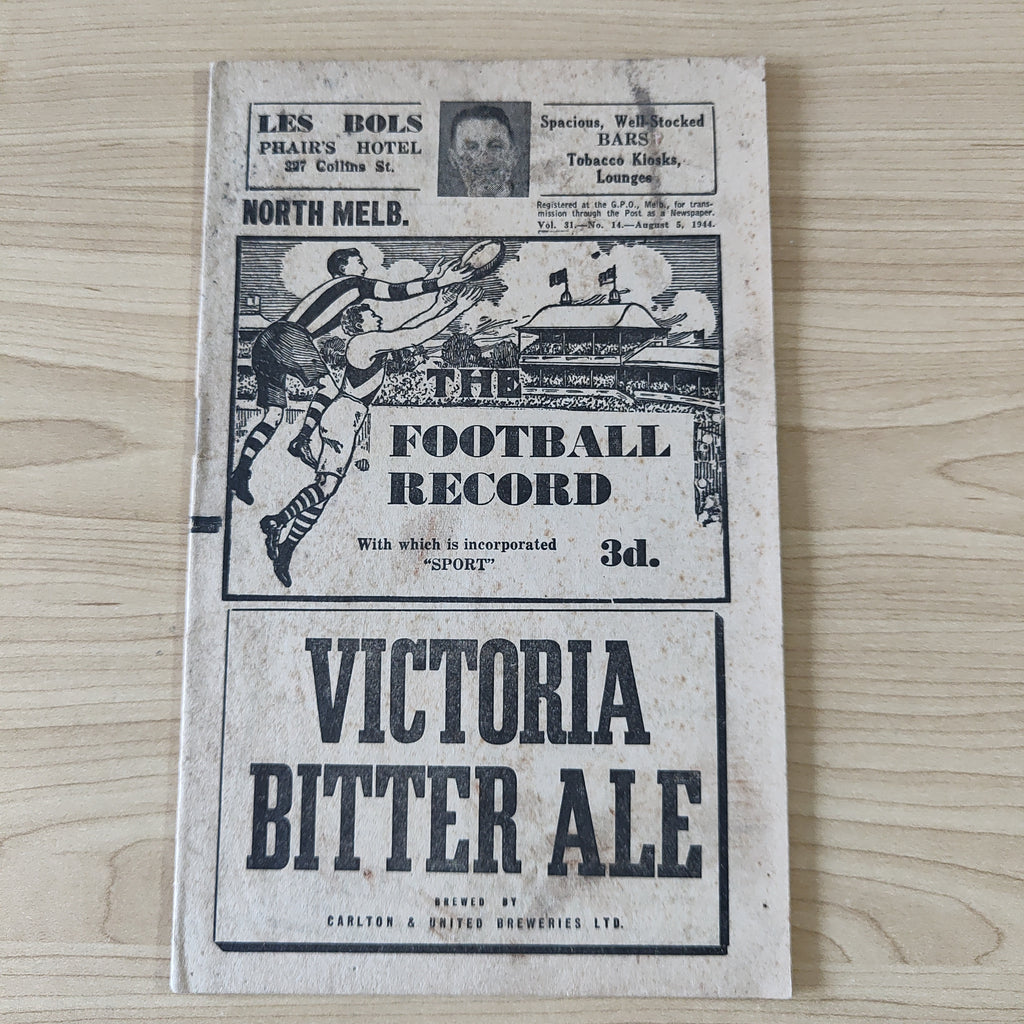 LES BOLS
PHAIR'S HOTEL
327 Collins St.
Spacious, Well-Stocked
BARS
Tobacco Kiosks,
Lounges
NORTH MELB.
Registered at the G.P.O., Melb., for trans-
mission through the Post as a Newspaper.
Vol. 31.—No. 14.—August 5, 1944.
THE
FOOTBALL
RECORD
With which is incorporated
"SPORT"
3d.
VICTORIA
BITTER ALE
BREWED BY
CARLTON & UNITED BREWERIES LTD.